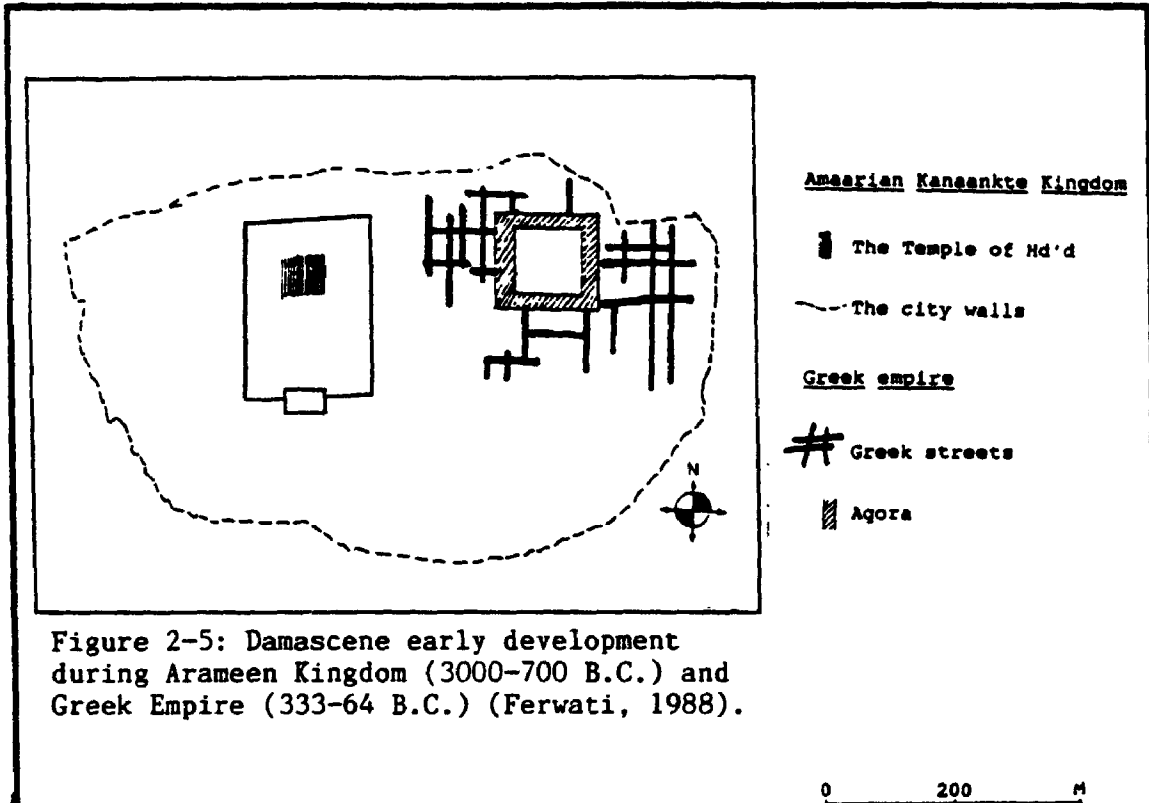 Amaarian Kanaankte Kingdom
The Temple of Hd'd
The city walls
Greek empire
Greek streets
Agora
N
Figure 2-5: Damascene early development
during Arameen Kingdom (3000-700 B.C.) and
Greek Empire (333-64 B.C.) (Ferwati, 1988).
0 200 M